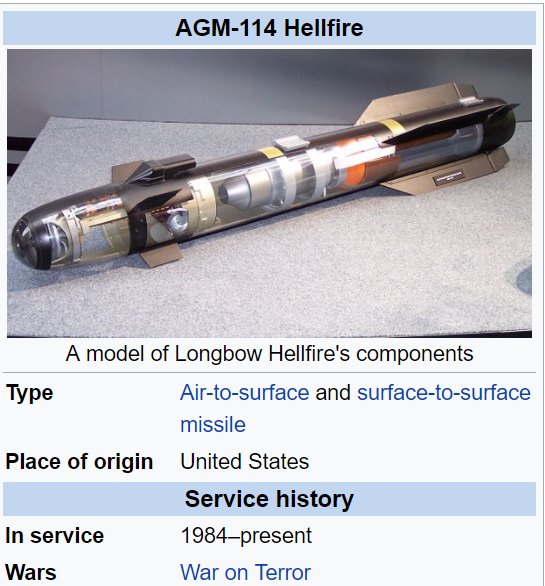 AGM-114 Hellfire
A model of Longbow Hellfire's components
Type Air-to-surface and surface-to-surface
missile
Place of origin United States
Service history
In service 1984–present
Wars War on Terror